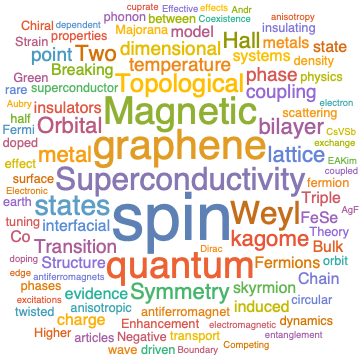 cuprate Effective effects Andr
Chiral phonon Majorana Coexistence anisotropy dependent
Strain properties between model insulating
point Two Hall metals state
Green Breaking dimensional systems density
rare superconductor temperature phase physics
Aubry insulators Topological coupling scattering
half Orbital Magnetic bilayer electron
Fermi graphene CsVSb
doped metal lattice exchange
effect Superconductivity EAKim
surface coupled
Electronic states spin Weyl fermion
earth interfacial Triple
tuning FeSe AgF
Co Transition kagome Theory
Structure quantum Dirac Bulk orbit
doping evidence Symmetry Fermions Chain
edge antiferromagnets skyrmion
phases anisotropic induced circular
excitations charge antiferromagnet dynamics
twisted Enhancement electromagnetic
Higher articles Negative transport entanglement
wave driven Boundary Competing